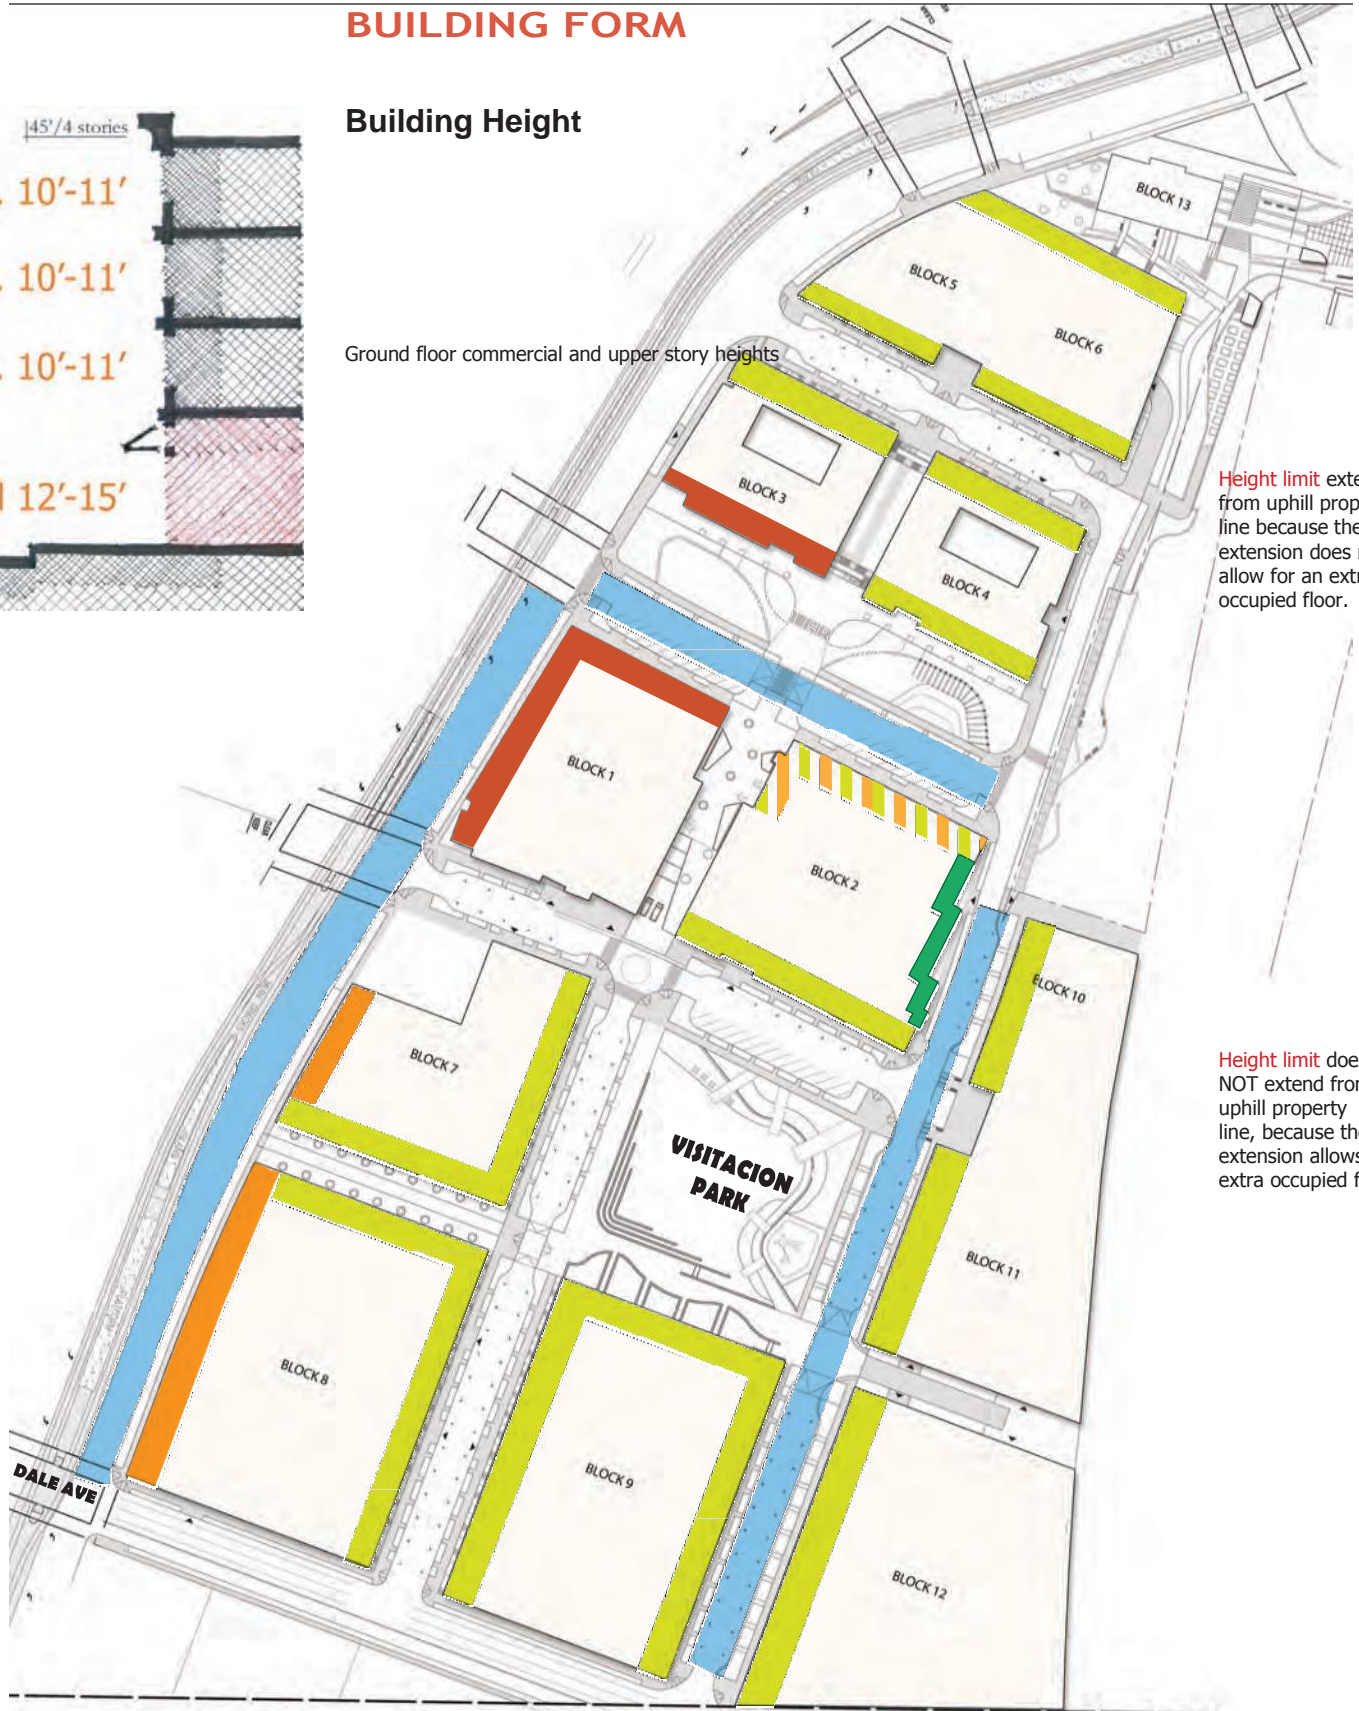 BUILDING FORM
Building Height
45'/4 stories
10'-11'
10'-11'
10'-11'
12'-15'
Ground floor commercial and upper story heights
BLOCK 13
BLOCK 5
BLOCK 6
BLOCK 3
BLOCK 4
Height limit
from uphill
line because the
extension does
allow for an
occupied floor.
BLOCK 1
BLOCK 2
BLOCK 10
BLOCK 7
Height limit
NOT extend
uphill property
line, because
extension
extra occupied
VISITACION
PARK
BLOCK 11
BLOCK 8
BLOCK 9
DALE AVE
BLOCK 12